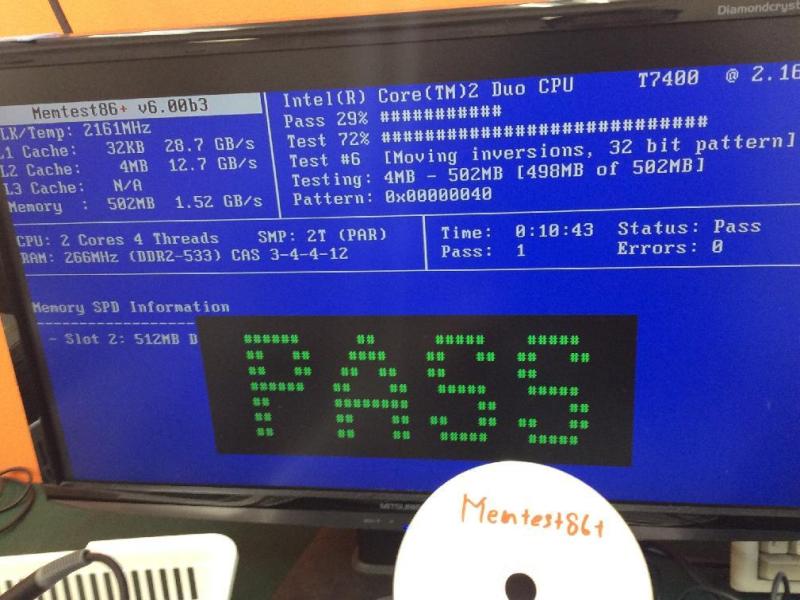 Diamondcryst
Memtest86+ v6.00b3
Intel(R) Core(TM)2 Duo CPU T7400 @ 2.16
LK/Temp: 2161MHz
Pass 29% ###########
L1 Cache: 32KB 28.7 GB/s
Test 72% #############################
L2 Cache: 4MB 12.7 GB/s
Test #6 [Moving inversions, 32 bit pattern]
L3 Cache: N/A
Testing: 4MB - 502MB [498MB of 502MB]
Memory : 502MB 1.52 GB/s
Pattern: 0x00000040
CPU: 2 Cores 4 Threads SMP: 2T (PAR)
Time: 0:10:43 Status: Pass
RAM: 266MHz (DDR2-533) CAS 3-4-4-12
Pass: 1 Errors: 0
Memory SPD Information
- Slot 2: 512MB D
PASS
MITSUBIS
Memtest86+